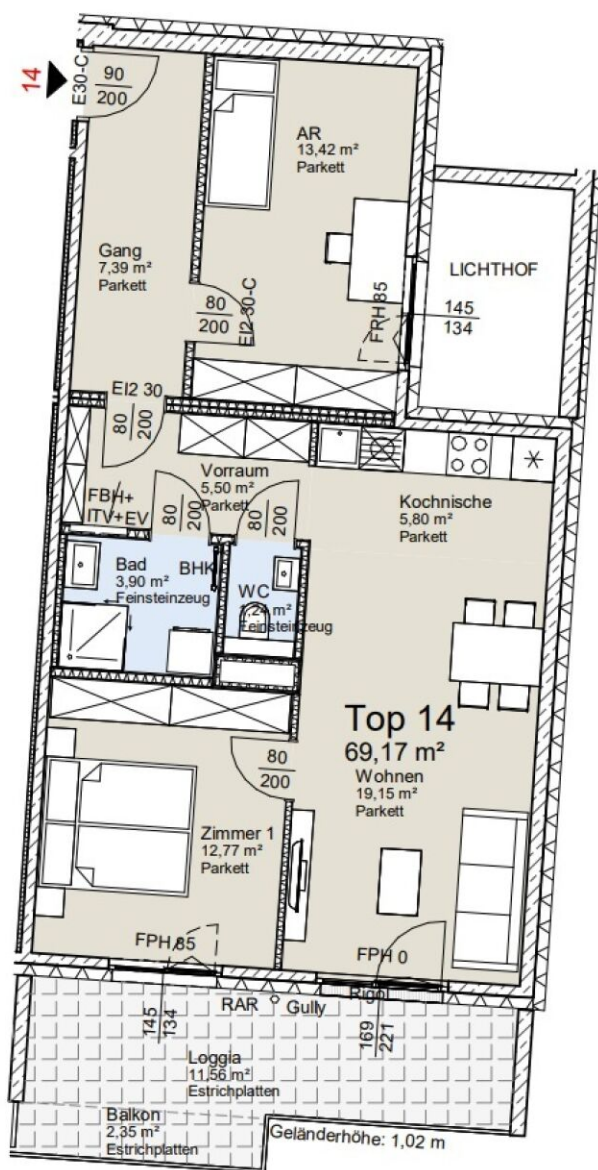 14
E30-C
90
200
AR
13,42 m²
Parkett
Gang
7,39 m²
Parkett
80
200
EI2 30-C
FRH 85
LICHTHOF
145
134
EI2 30
80
200
Vorraum
5,50 m²
Parkett
Kochnische
5,80 m²
Parkett
FBH+
ITV+EV
80
200
80
200
Bad
3,90 m²
Feinsteinzeug
BHK
WC
1,24 m²
Feinsteinzeug
Top 14
69,17 m²
Wohnen
19,15 m²
Parkett
80
200
Zimmer 1
12,77 m²
Parkett
FPH 85
FPH 0
145
134
RAR
Gully
Rigol
169
221
Loggia
11,56 m²
Estrichplatten
Balkon
2,35 m²
Estrichplatten
Geländerhöhe: 1,02 m